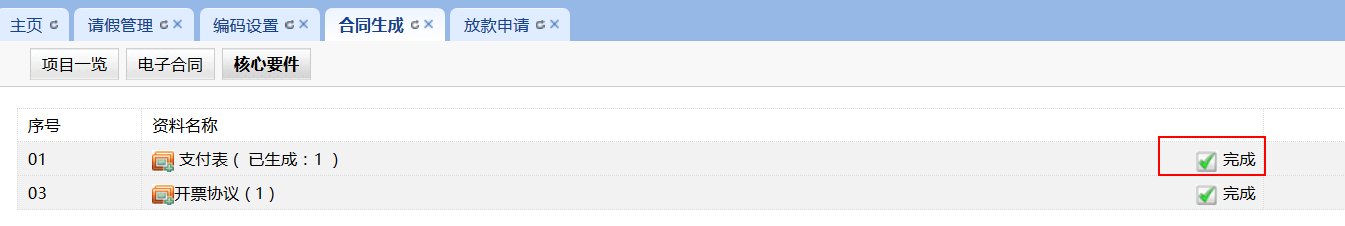 主页 请假管理 编码设置 合同生成 放款申请
项目一览 电子合同 核心要件
序号 资料名称
01 支付表（ 已生成：1 ） 完成
03 开票协议（1） 完成